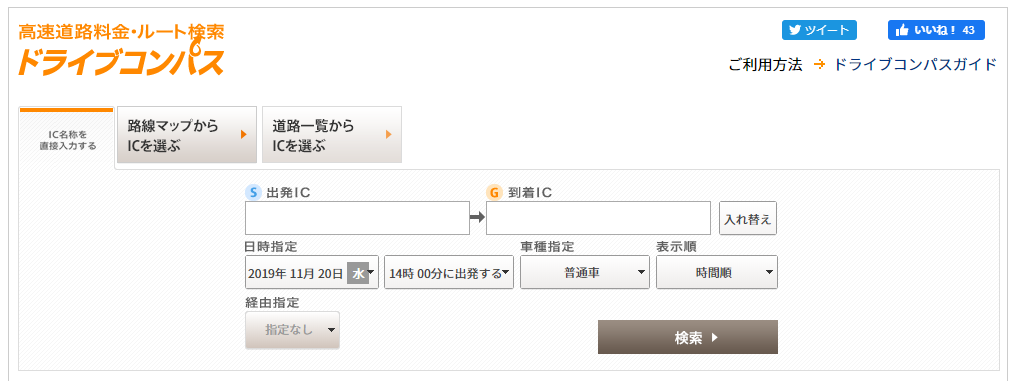 高速道路料金・ルート検索
ドライブコンパス
ツイート
いいね！ 43
ご利用方法 ドライブコンパスガイド
IC名称を
直接入力する
路線マップから
ICを選ぶ
道路一覧から
ICを選ぶ
S 出発IC
G 到着IC
入れ替え
日時指定
車種指定
表示順
2019年 11月 20日 水
14時 00分に出発する
普通車
時間順
経由指定
指定なし
検索